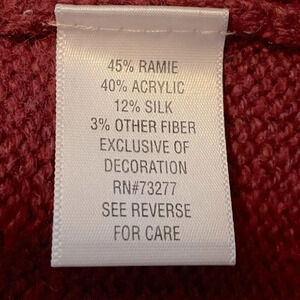 45% RAMIE
40% ACRYLIC
12% SILK
3% OTHER FIBER
EXCLUSIVE OF
DECORATION
RN#73277
SEE REVERSE
FOR CARE